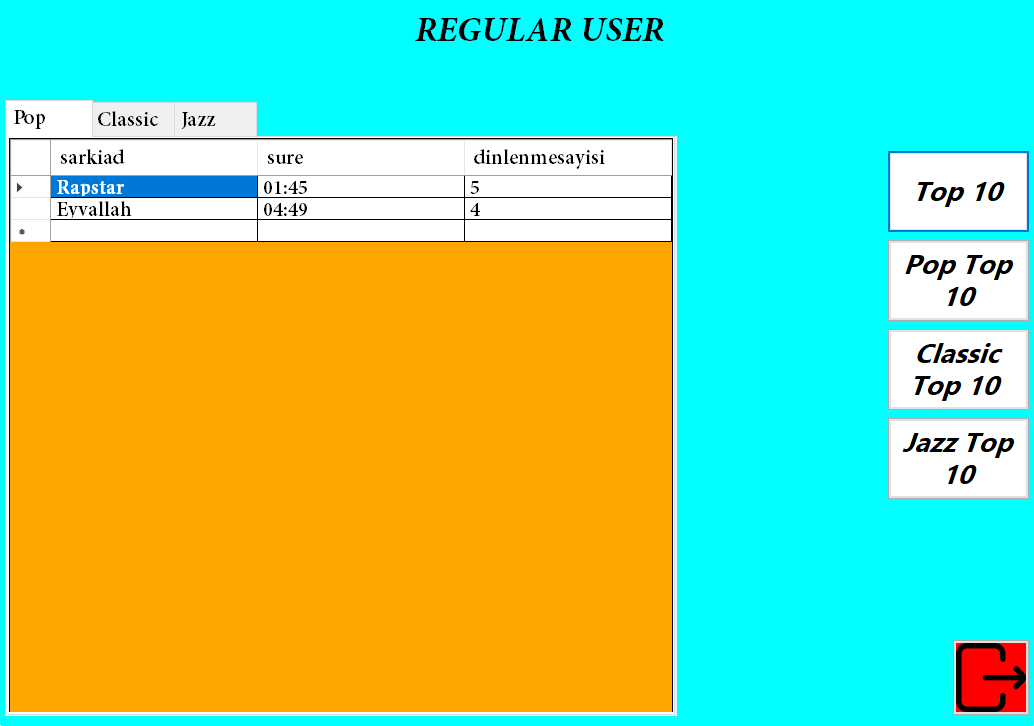 REGULAR USER
Pop Classic Jazz
sarkiad sure dinlenmesayisi
Rapstar 01:45 5
Eyvallah 04:49 4
Top 10
Pop Top
10
Classic
Top 10
Jazz Top
10